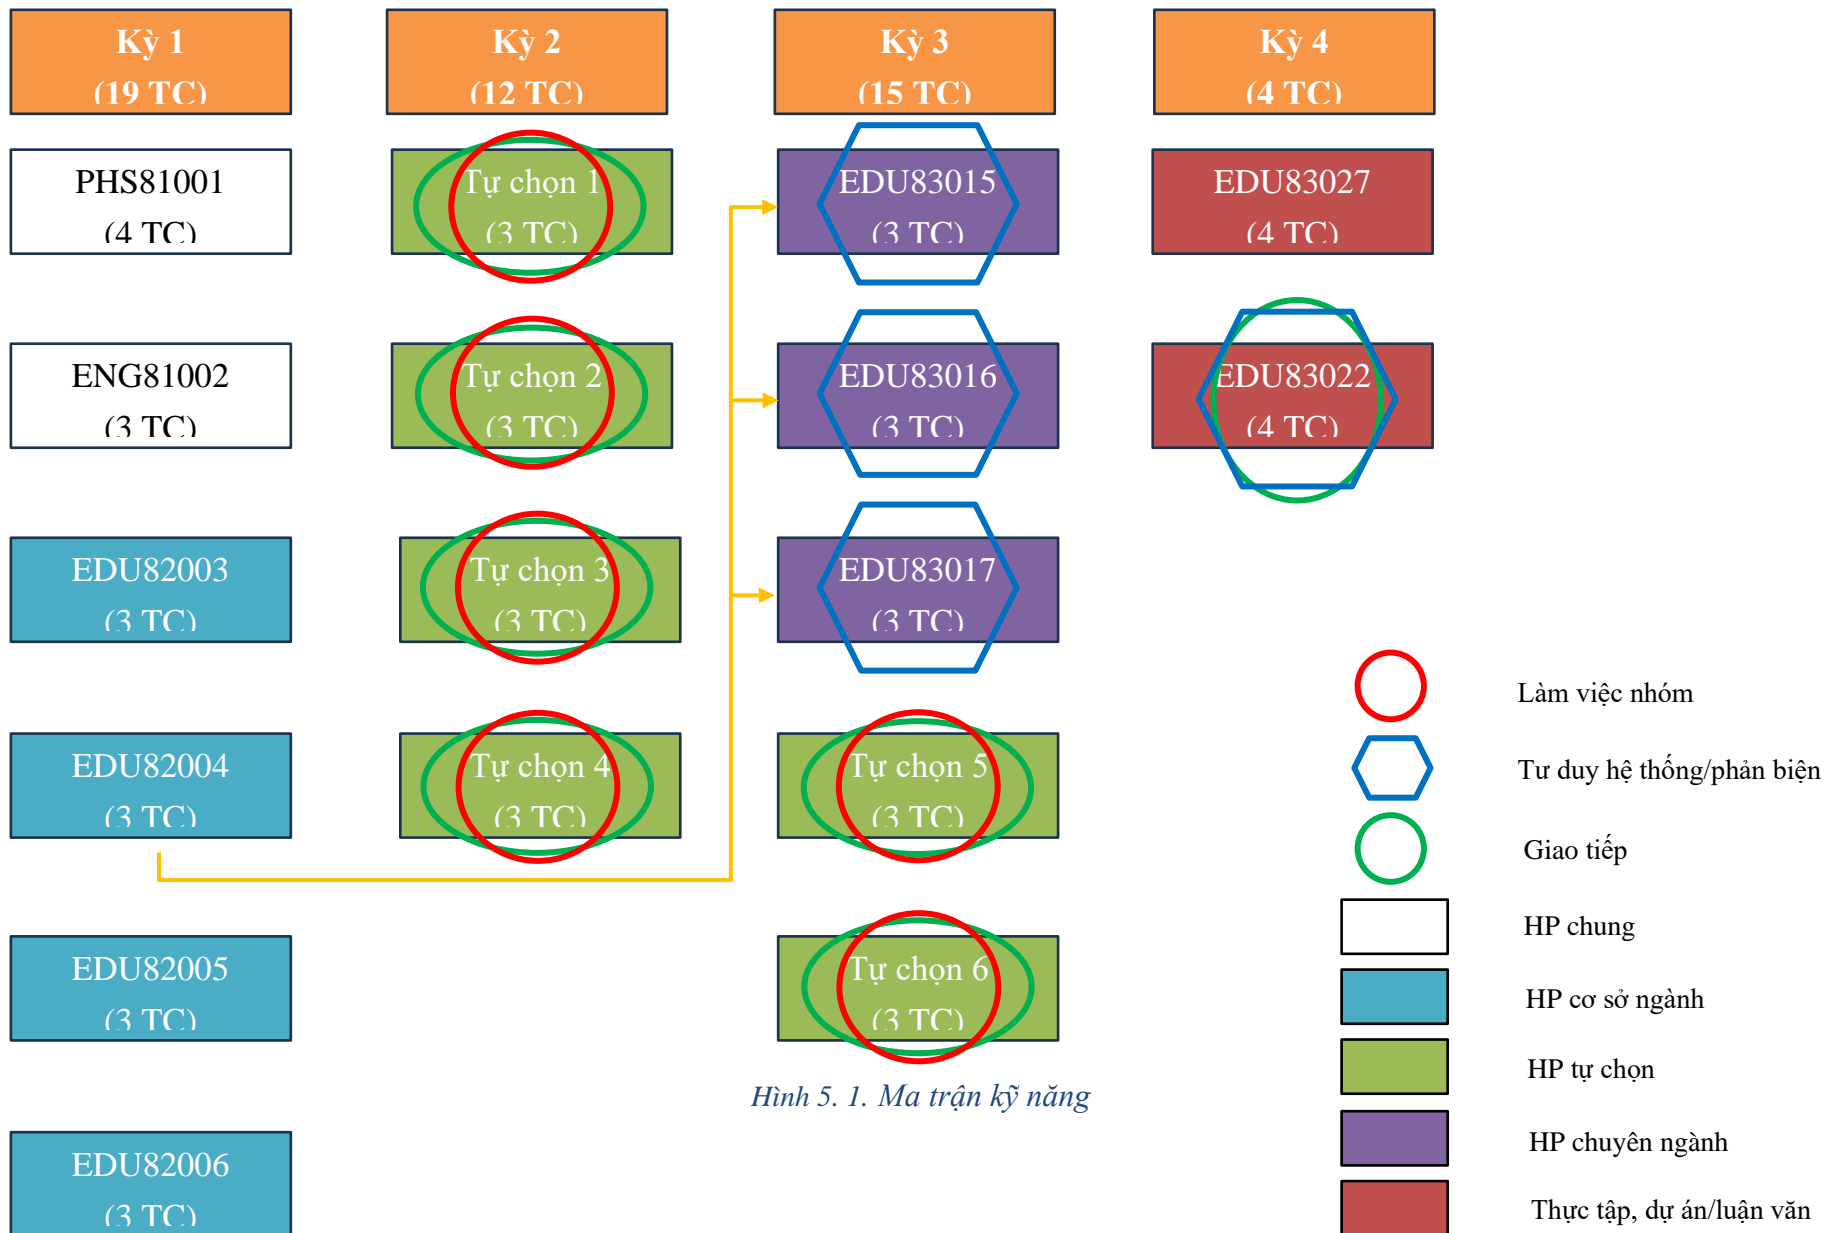 Kỳ 1
(19 TC)
Kỳ 2
(12 TC)
Kỳ 3
(15 TC)
Kỳ 4
(4 TC)
PHS81001
(4 TC)
Tự chọn 1
(3 TC)
EDU83015
(3 TC)
EDU83027
(4 TC)
ENG81002
(3 TC)
Tự chọn 2
(3 TC)
EDU83016
(3 TC)
EDU83022
(4 TC)
EDU82003
(3 TC)
Tự chọn 3
(3 TC)
EDU83017
(3 TC)
EDU82004
(3 TC)
Tự chọn 4
(3 TC)
Tự chọn 5
(3 TC)
EDU82005
(3 TC)
Tự chọn 6
(3 TC)
EDU82006
(3 TC)
Hình 5. 1. Ma trận kỹ năng
Làm việc nhóm
Tư duy hệ thống/phản biện
Giao tiếp
HP chung
HP cơ sở ngành
HP tự chọn
HP chuyên ngành
Thực tập, dự án/luận văn